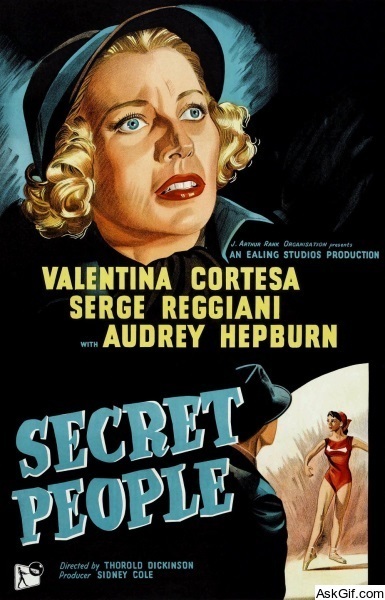 J. ARTHUR RANK ORGANISATION presents
AN EALING STUDIOS PRODUCTION
VALENTINA CORTESA
SERGE REGGIANI
WITH AUDREY HEPBURN
SECRET
PEOPLE
Directed by THOROLD DICKINSON
Producer SIDNEY COLE
AskGif.com